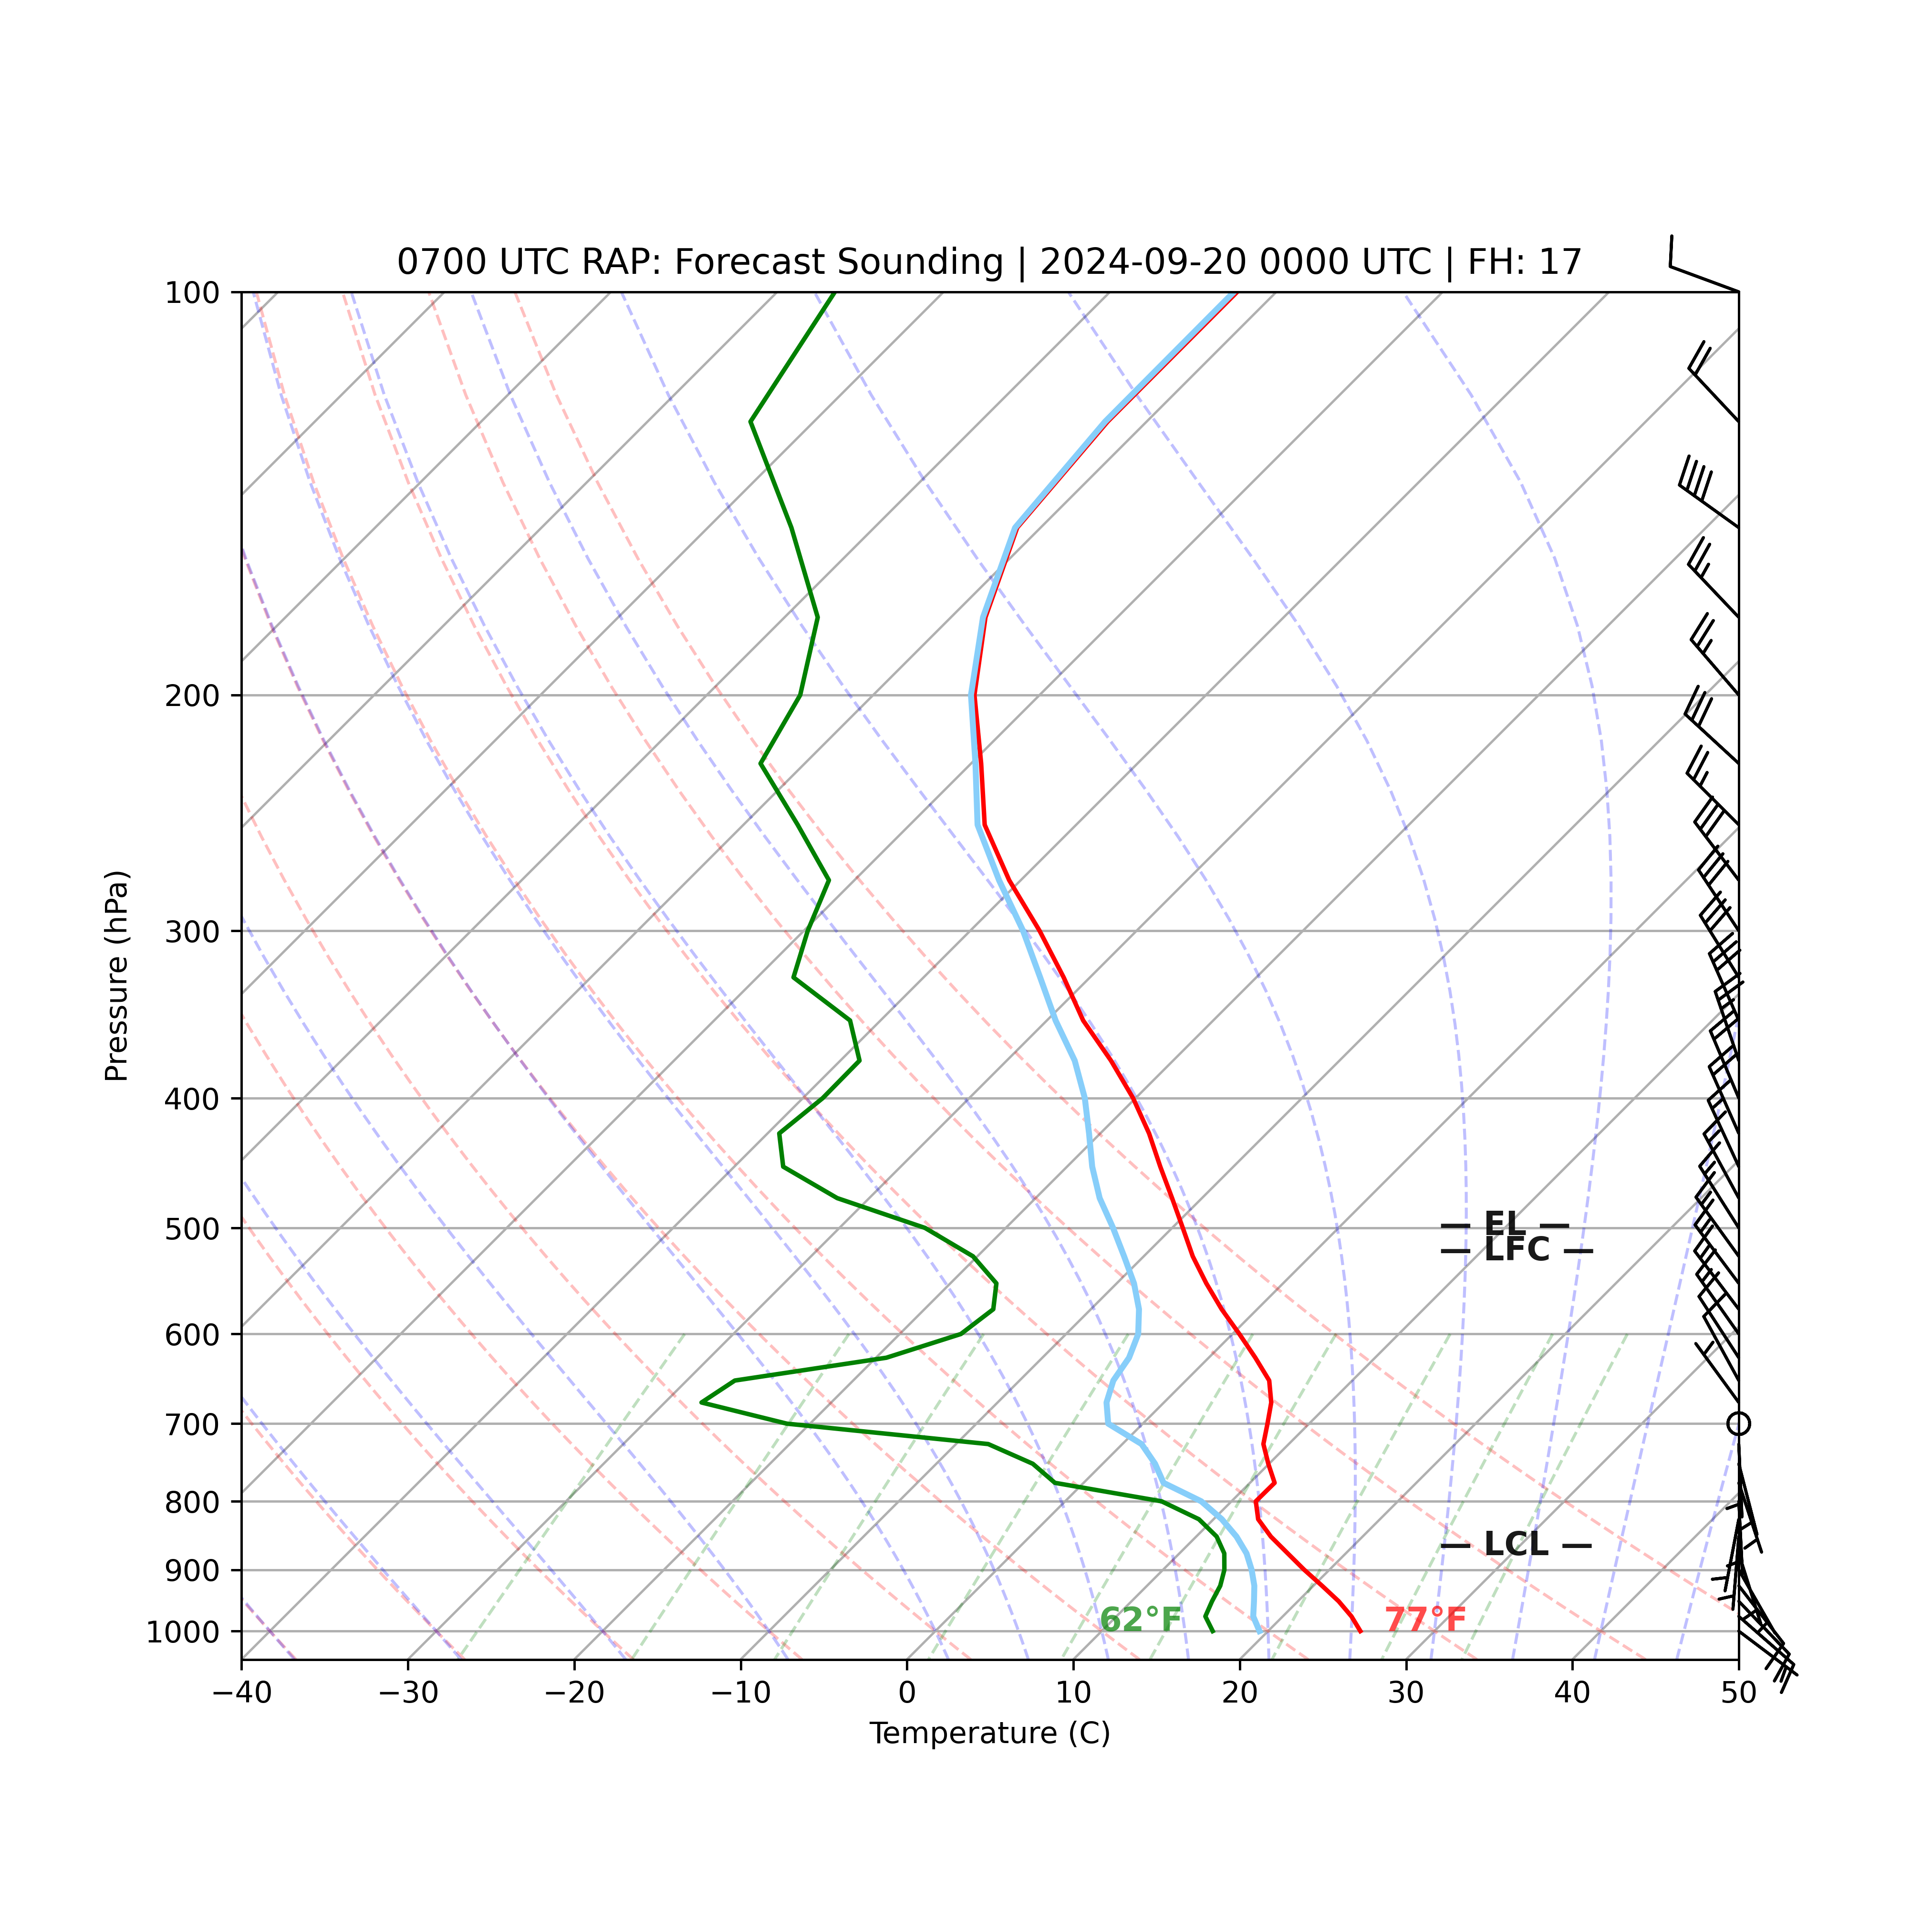 0700 UTC RAP: Forecast Sounding | 2024-09-20 0000 UTC | FH: 17
100
200
300
400
500
600
700
800
900
1000
Pressure (hPa)
— EL —
— LFC —
— LCL —
62°F
77°F
−40 −30 −20 −10 0 10 20 30 40 50
Temperature (C)